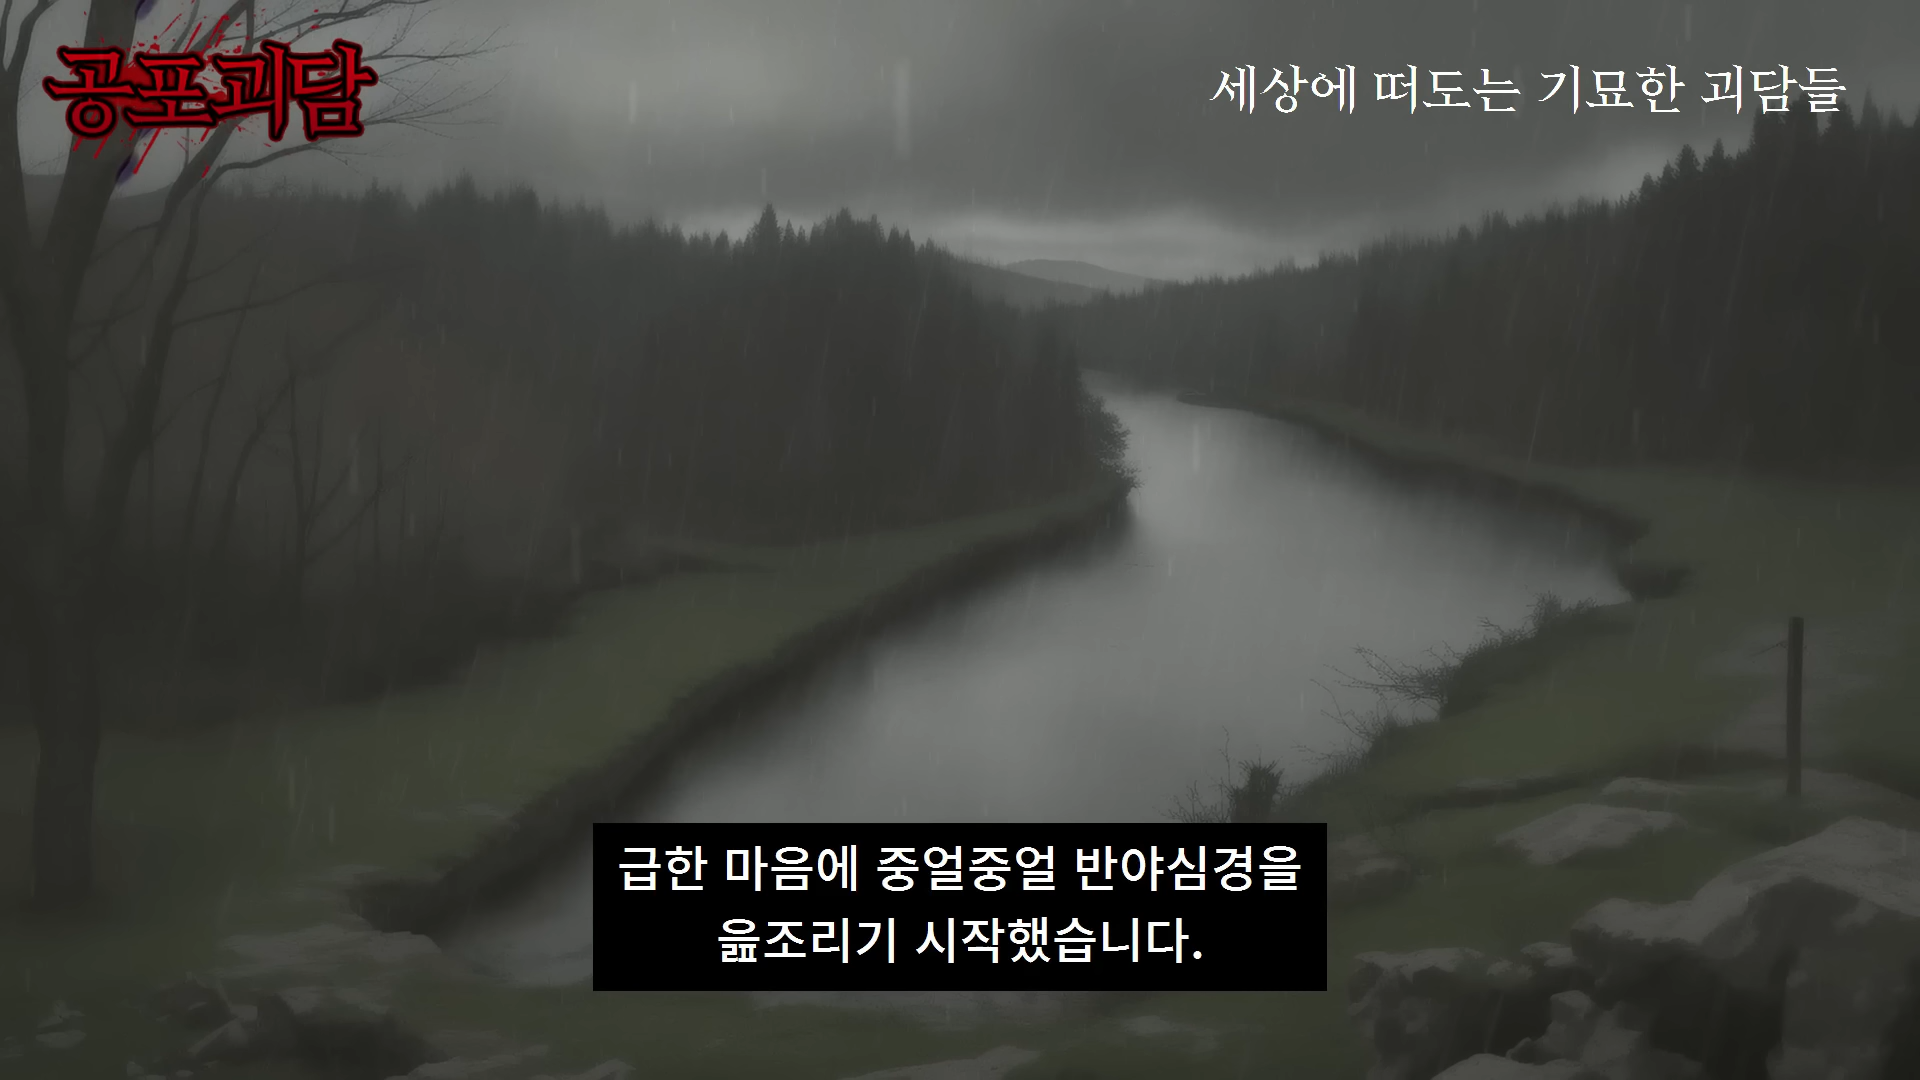 공포괴담
세상에 떠도는 기묘한 괴담들
급한 마음에 중얼중얼 반야심경을
읊조리기 시작했습니다.